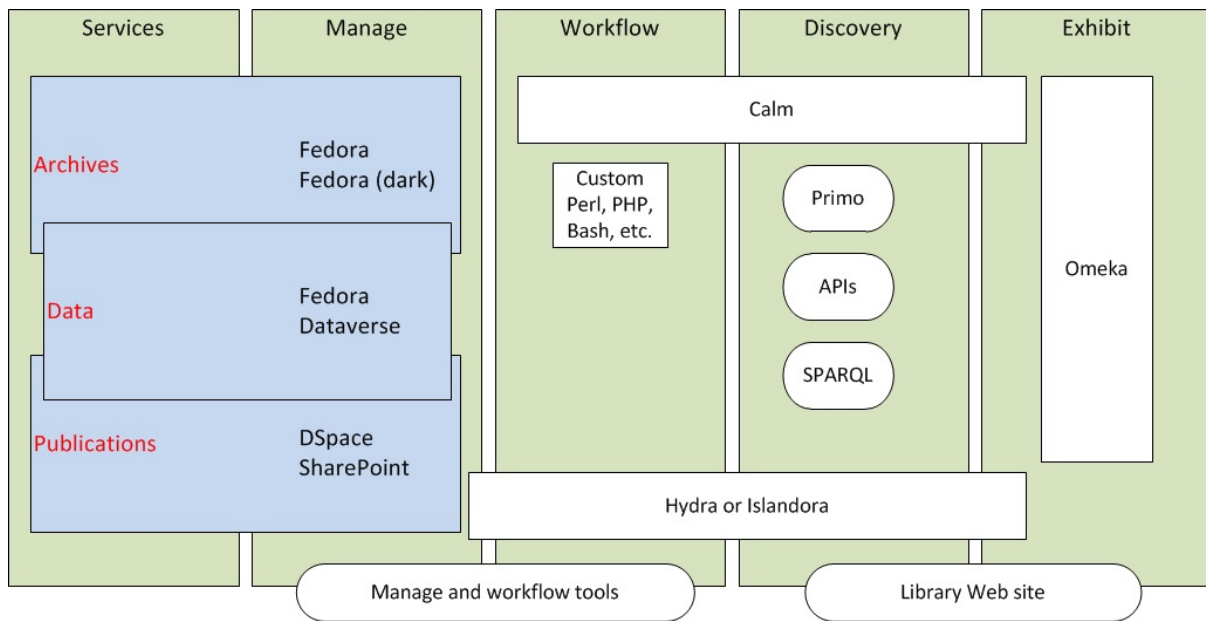 Services
Manage
Workflow
Discovery
Exhibit
Archives
Fedora
Fedora (dark)
Calm
Custom
Perl, PHP,
Bash, etc.
Primo
Omeka
Data
Fedora
Dataverse
APIs
SPARQL
Publications
DSpace
SharePoint
Hydra or Islandora
Manage and workflow tools
Library Web site